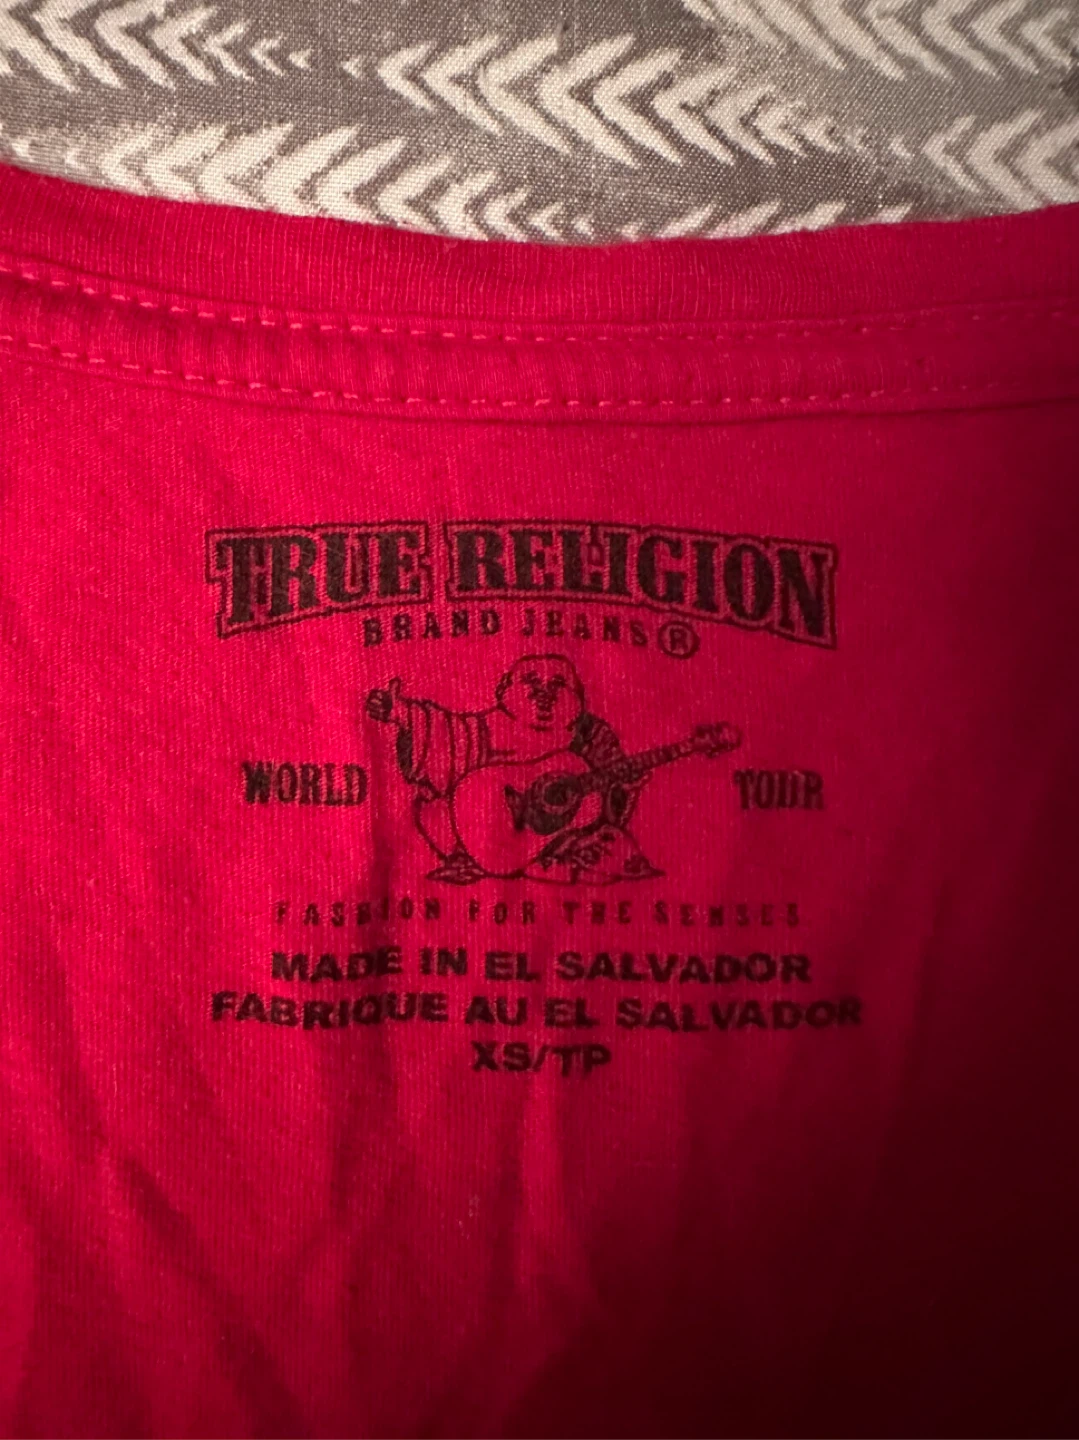 TRUE RELIGION
BRAND JEANS®
WORLD TOUR
FASHION FOR THE SENSES
MADE IN EL SALVADOR
FABRIQUE AU EL SALVADOR
XS/TP